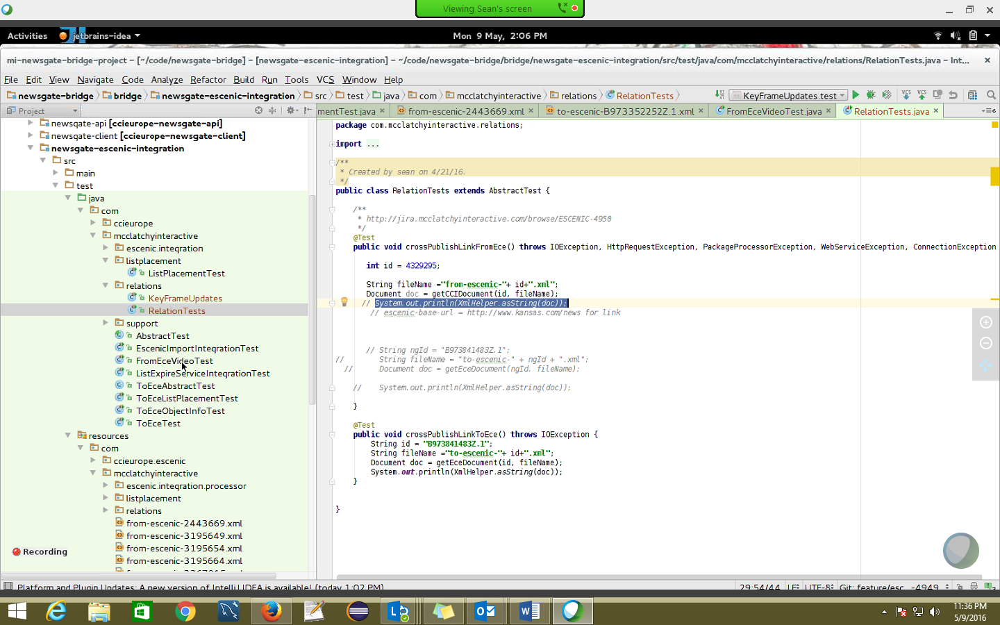 Viewing Sean's screen
Activities
jetbrains-idea
Mon 9 May, 2:06 PM
mi-newsgate-bridge-project – [~/code/newsgate-bridge] – [newsgate-escenic-integration] – ~/code/newsgate-bridge/bridge/newsgate-escenic-integration/src/test/java/com/mcclatchyinteractive/relations/RelationTests.java – Int...
File Edit View Navigate Code Analyze Refactor Build Run Tools VCS Window Help
newsgate-bridge bridge newsgate-escenic-integration src test java com mcclatchyinteractive relations RelationTests
KeyFrameUpdates.test
Project
mentTest.java
from-escenic-2443669.xml
to-escenic-B973352252Z.1.xml
FromEceVideoTest.java
RelationTests.java
newsgate-api [ccieurope-newsgate-api]
newsgate-client [ccieurope-newsgate-client]
newsgate-escenic-integration
src
main
test
java
com
ccieurope
mcclatchyinteractive
escenic.integration
listplacement
ListPlacementTest
relations
KeyFrameUpdates
RelationTests
support
AbstractTest
EscenicImportIntegrationTest
FromEceVideoTest
ListExpireServiceIntegrationTest
ToEceAbstractTest
ToEceListPlacementTest
ToEceObjectInfoTest
ToEceTest
resources
com
ccieurope.escenic
mcclatchyinteractive
escenic.integration.processor
listplacement
relations
from-escenic-2443669.xml
from-escenic-3195649.xml
from-escenic-3195654.xml
from-escenic-3195664.xml
Recording
package com.mcclatchyinteractive.relations;
import ...
/**
* Created by sean on 4/21/16.
*/
public class RelationTests extends AbstractTest {
/**
* http://jira.mcclatchyinteractive.com/browse/ESCENIC-4950
*/
@Test
public void crossPublishLinkFromEce() throws IOException, HttpRequestException, PackageProcessorException, WebServiceException, ConnectionException
int id = 4329295;
String fileName ="from-escenic-"+ id+".xml";
Document doc = getCCIDocument(id, fileName);
// System.out.println(XmlHelper.asString(doc));
// escenic-base-url = http://www.kansas.com/news for link
// String ngId = "B973841483Z.1";
// String fileName = "to-escenic-" + ngId + ".xml";
// Document doc = getEceDocument(ngId, fileName);
// System.out.println(XmlHelper.asString(doc));
}
@Test
public void crossPublishLinkToEce() throws IOException {
String id = "B973841483Z.1";
String fileName ="to-escenic-"+ id+".xml";
Document doc = getEceDocument(id, fileName);
System.out.println(XmlHelper.asString(doc));
}
}
Platform and Plugin Updates: A new version of IntelliJ IDEA is available! (today 1:02 PM)
29:54/44 LF UTF-8 Git: feature/esc -4949
11:36 PM
5/9/2016